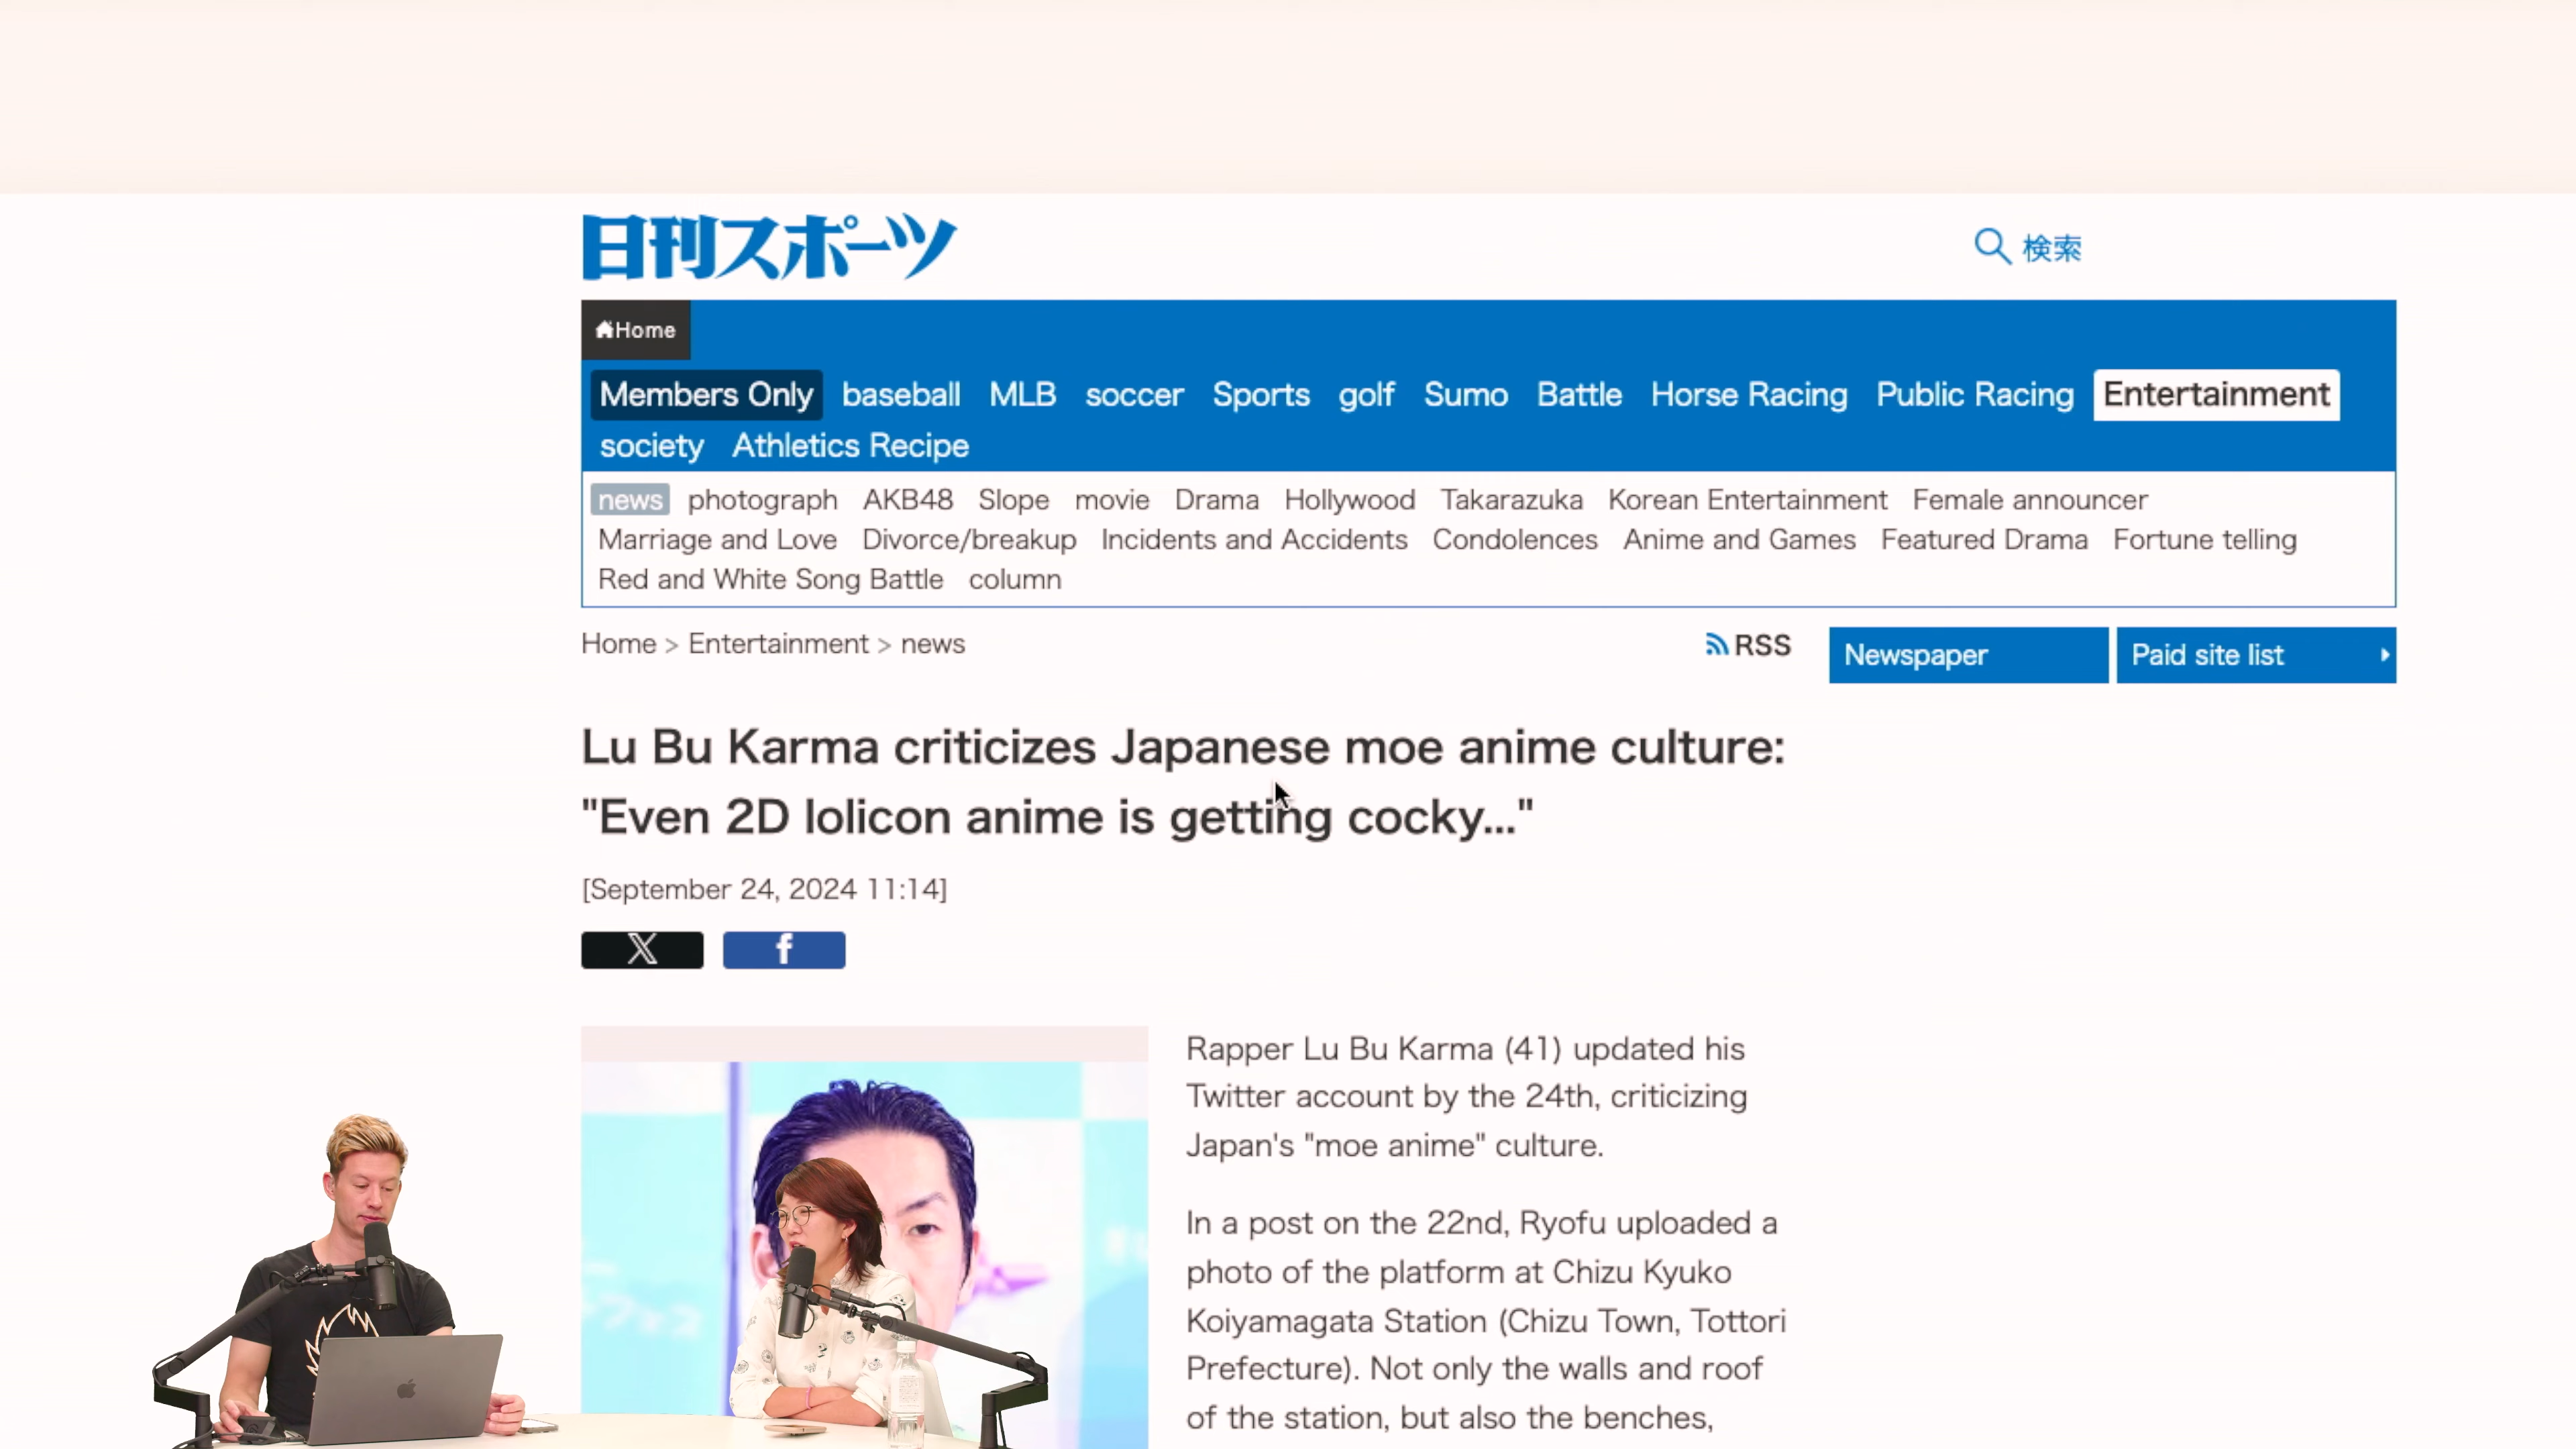 日刊スポーツ
検索
Home
Members Only baseball MLB soccer Sports golf Sumo Battle Horse Racing Public Racing Entertainment
society Athletics Recipe
news photograph AKB48 Slope movie Drama Hollywood Takarazuka Korean Entertainment Female announcer
Marriage and Love Divorce/breakup Incidents and Accidents Condolences Anime and Games Featured Drama Fortune telling
Red and White Song Battle column
Home > Entertainment > news
RSS
Newspaper
Paid site list
Lu Bu Karma criticizes Japanese moe anime culture:
"Even 2D lolicon anime is getting cocky..."
[September 24, 2024 11:14]
X
f
Rapper Lu Bu Karma (41) updated his
Twitter account by the 24th, criticizing
Japan's "moe anime" culture.
In a post on the 22nd, Ryofu uploaded a
photo of the platform at Chizu Kyuko
Koiyamagata Station (Chizu Town, Tottori
Prefecture). Not only the walls and roof
of the station, but also the benches,